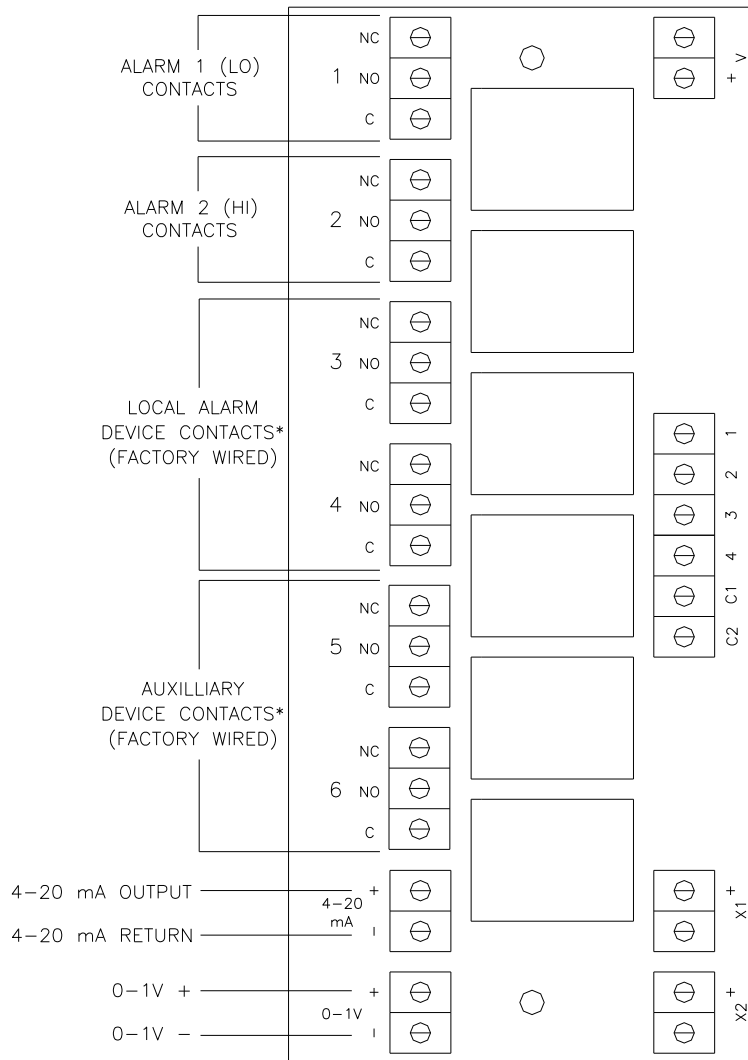 ALARM 1 (LO)
CONTACTS
NC
1 NO
C
ALARM 2 (HI)
CONTACTS
NC
2 NO
C
LOCAL ALARM
DEVICE CONTACTS*
(FACTORY WIRED)
NC
3 NO
C
NC
4 NO
C
AUXILLIARY
DEVICE CONTACTS*
(FACTORY WIRED)
NC
5 NO
C
NC
6 NO
C
4-20 mA OUTPUT
4-20 mA RETURN
+
4-20
mA
-
0-1V +
0-1V -
+
0-1V
-
+ V
1
2
3
4
C1
C2
+
X1
+
X2